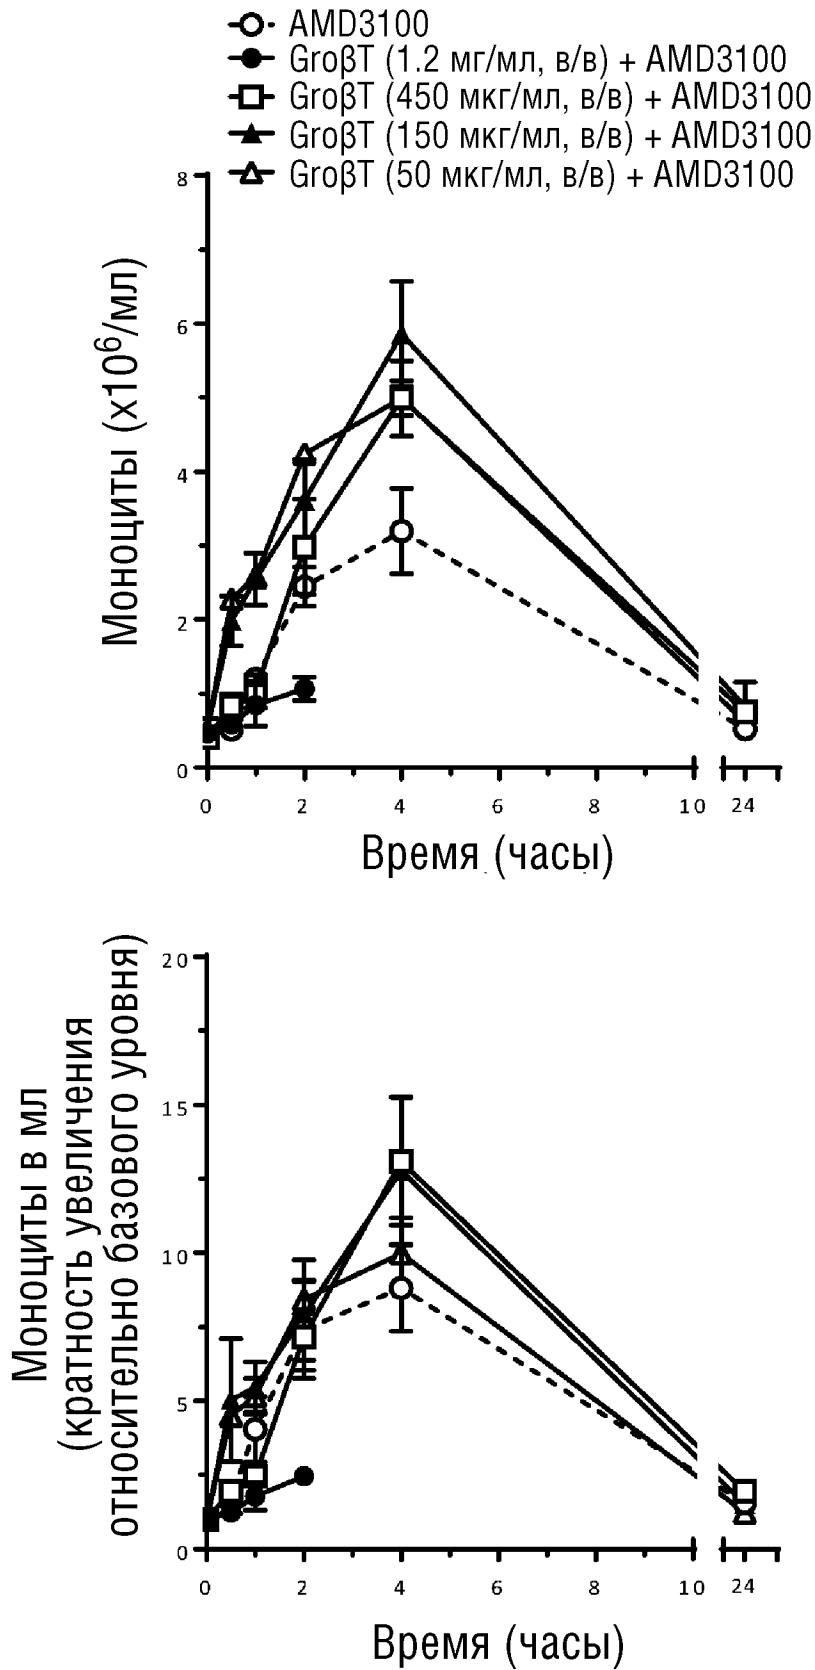 AMD3100
GroβT (1.2 мг/мл, в/в) + AMD3100
GroβT (450 мкг/мл, в/в) + AMD3100
GroβT (150 мкг/мл, в/в) + AMD3100
GroβT (50 мкг/мл, в/в) + AMD3100
Моноциты (x10⁶/мл)
8
6
4
2
0
0 2 4 6 8 10 24
Время (часы)
Моноциты в мл
(кратность увеличения
относительно базового уровня)
20
15
10
5
0
0 2 4 6 8 10 24
Время (часы)